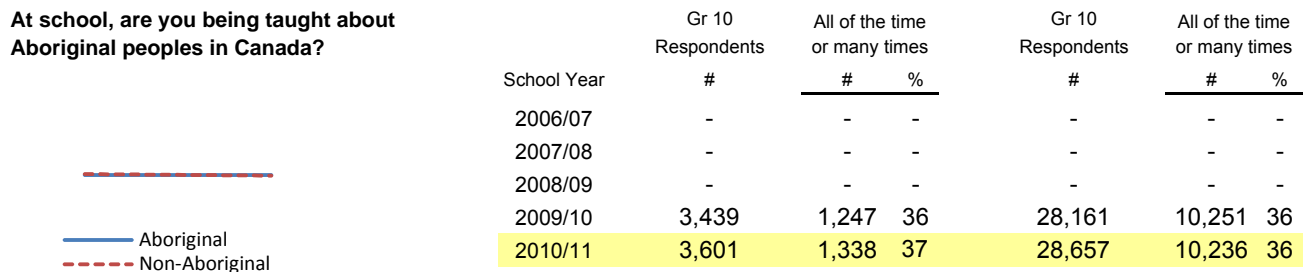 At school, are you being taught about
Aboriginal peoples in Canada?
Aboriginal
Non-Aboriginal
Gr 10 All of the time Gr 10 All of the time
Respondents or many times Respondents or many times
School Year # # % # # %
2006/07 - - - - - -
2007/08 - - - - - -
2008/09 - - - - - -
2009/10 3,439 1,247 36 28,161 10,251 36
2010/11 3,601 1,338 37 28,657 10,236 36